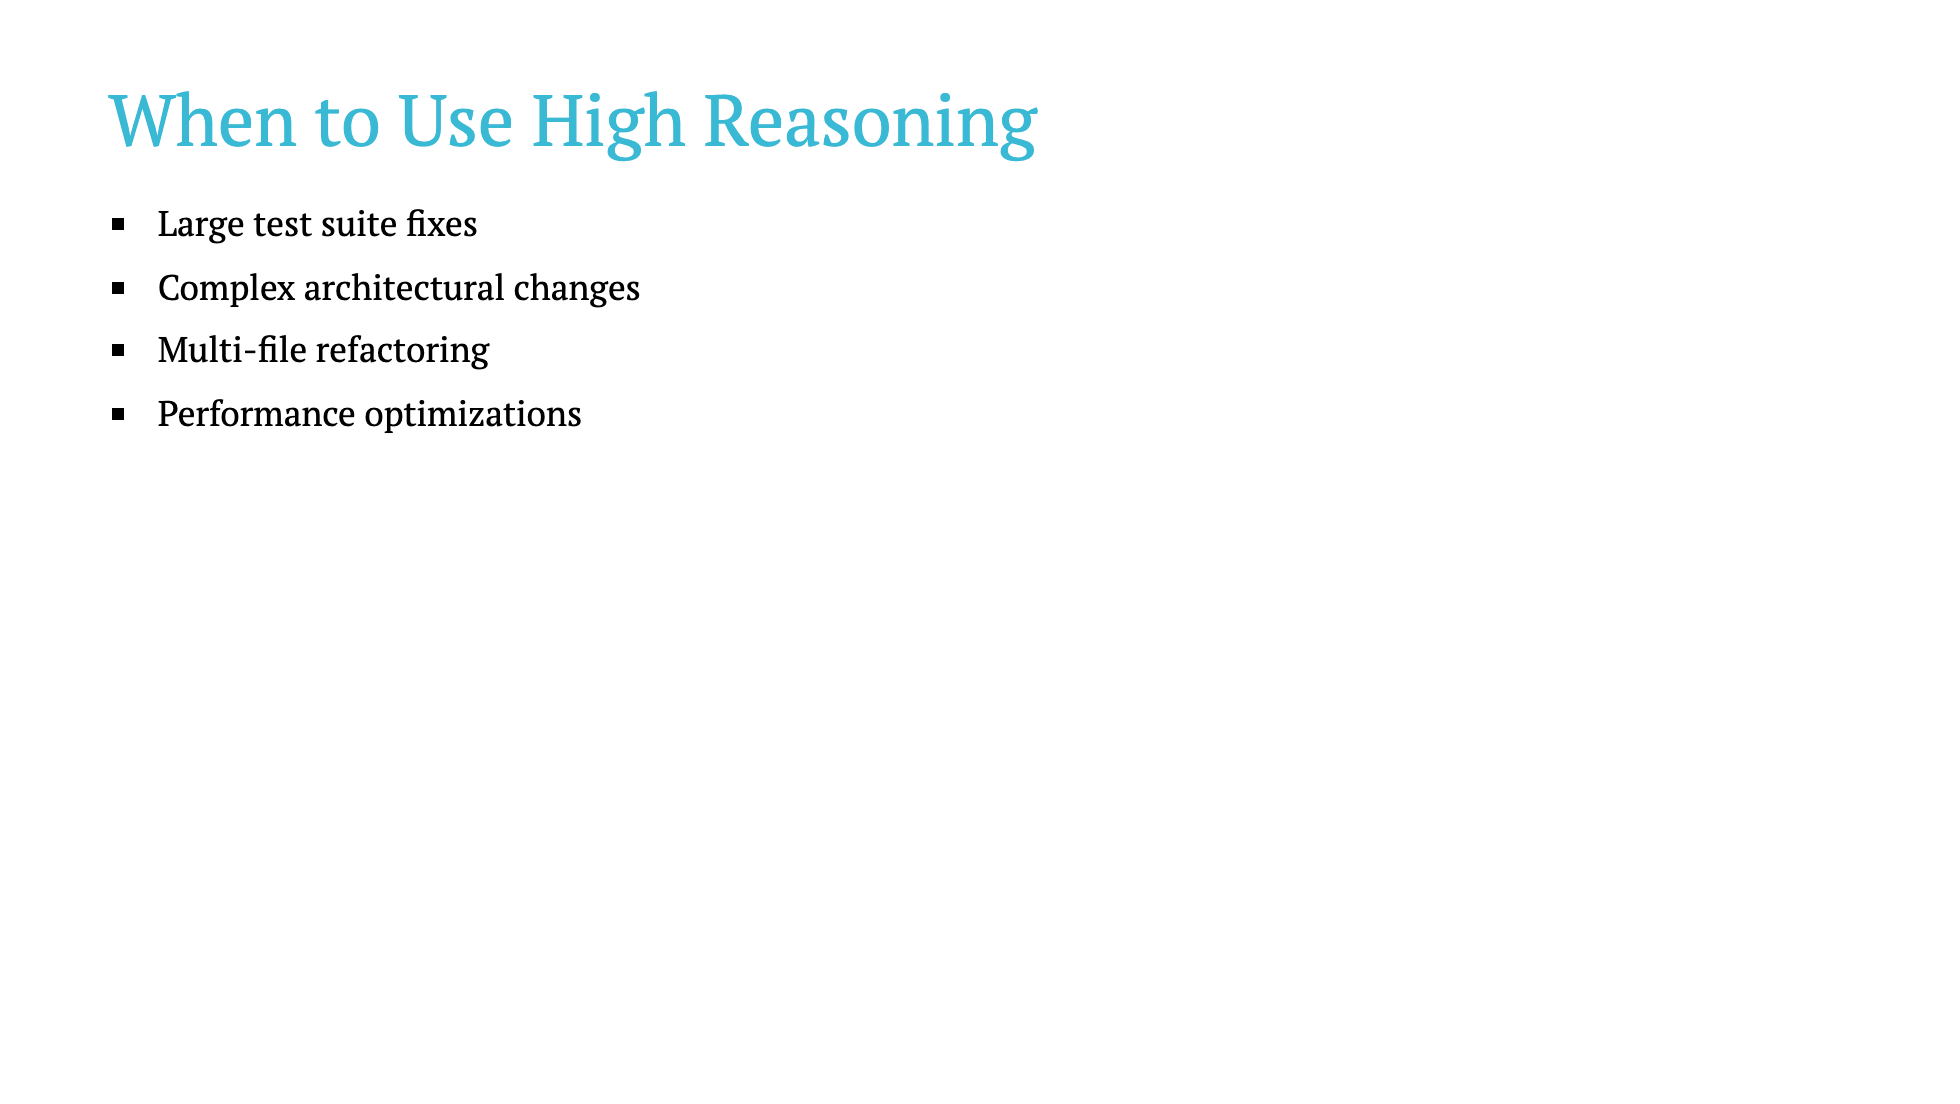 When to Use High Reasoning
▪ Large test suite fixes
▪ Complex architectural changes
▪ Multi-file refactoring
▪ Performance optimizations